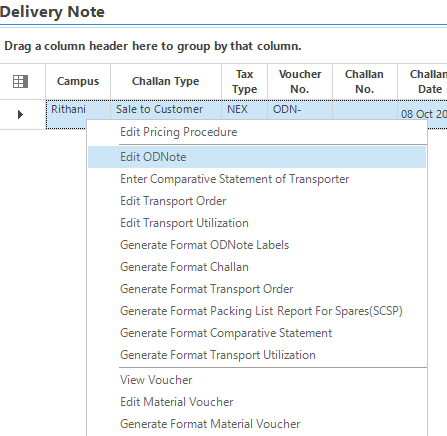 Delivery Note
Drag a column header here to group by that column.
Campus Challan Type Tax Type Voucher No. Challan No. Challan Date
Rithani Sale to Customer NEX ODN- 08 Oct 20
Edit Pricing Procedure
Edit ODNote
Enter Comparative Statement of Transporter
Edit Transport Order
Edit Transport Utilization
Generate Format ODNote Labels
Generate Format Challan
Generate Format Transport Order
Generate Format Packing List Report For Spares(SCSP)
Generate Format Comparative Statement
Generate Format Transport Utilization
View Voucher
Edit Material Voucher
Generate Format Material Voucher